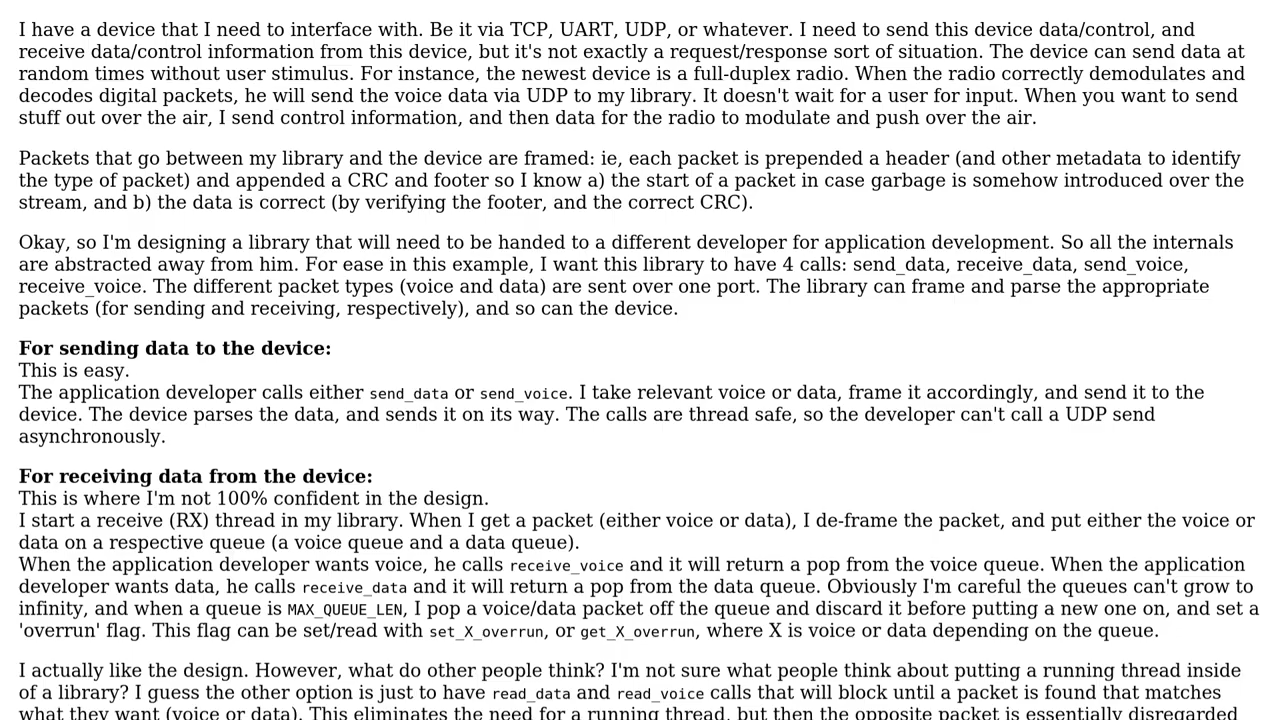 I have a device that I need to interface with. Be it via TCP, UART, UDP, or whatever. I need to send this device data/control, and
receive data/control information from this device, but it's not exactly a request/response sort of situation. The device can send data at
random times without user stimulus. For instance, the newest device is a full-duplex radio. When the radio correctly demodulates and
decodes digital packets, he will send the voice data via UDP to my library. It doesn't wait for a user for input. When you want to send
stuff out over the air, I send control information, and then data for the radio to modulate and push over the air.
Packets that go between my library and the device are framed: ie, each packet is prepended a header (and other metadata to identify
the type of packet) and appended a CRC and footer so I know a) the start of a packet in case garbage is somehow introduced over the
stream, and b) the data is correct (by verifying the footer, and the correct CRC).
Okay, so I'm designing a library that will need to be handed to a different developer for application development. So all the internals
are abstracted away from him. For ease in this example, I want this library to have 4 calls: send_data, receive_data, send_voice,
receive_voice. The different packet types (voice and data) are sent over one port. The library can frame and parse the appropriate
packets (for sending and receiving, respectively), and so can the device.
For sending data to the device:
This is easy.
The application developer calls either send_data or send_voice. I take relevant voice or data, frame it accordingly, and send it to the
device. The device parses the data, and sends it on its way. The calls are thread safe, so the developer can't call a UDP send
asynchronously.
For receiving data from the device:
This is where I'm not 100% confident in the design.
I start a receive (RX) thread in my library. When I get a packet (either voice or data), I de-frame the packet, and put either the voice or
data on a respective queue (a voice queue and a data queue).
When the application developer wants voice, he calls receive_voice and it will return a pop from the voice queue. When the application
developer wants data, he calls receive_data and it will return a pop from the data queue. Obviously I'm careful the queues can't grow to
infinity, and when a queue is MAX_QUEUE_LEN, I pop a voice/data packet off the queue and discard it before putting a new one on, and set a
'overrun' flag. This flag can be set/read with set_X_overrun, or get_X_overrun, where X is voice or data depending on the queue.
I actually like the design. However, what do other people think? I'm not sure what people think about putting a running thread inside
of a library? I guess the other option is just to have read_data and read_voice calls that will block until a packet is found that matches
what they want (voice or data). This eliminates the need for a running thread, but then the opposite packet is essentially disregarded